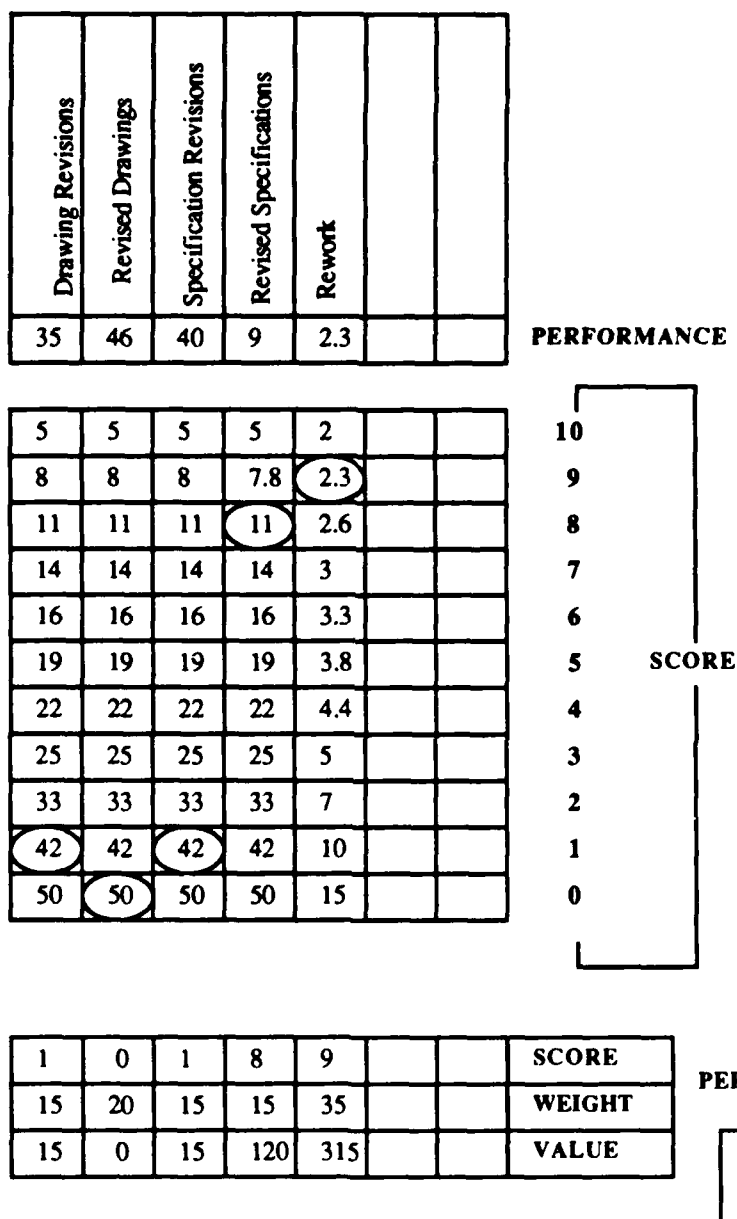 Drawing Revisions
Revised Drawings
Specification Revisions
Revised Specifications
Rework
35 46 40 9 2.3 PERFORMANCE
5 5 5 5 2 10
8 8 8 7.8 2.3 9
11 11 11 11 2.6 8
14 14 14 14 3 7
16 16 16 16 3.3 6
19 19 19 19 3.8 5 SCORE
22 22 22 22 4.4 4
25 25 25 25 5 3
33 33 33 33 7 2
42 42 42 42 10 1
50 50 50 50 15 0
1 0 1 8 9 SCORE
15 20 15 15 35 WEIGHT
15 0 15 120 315 VALUE